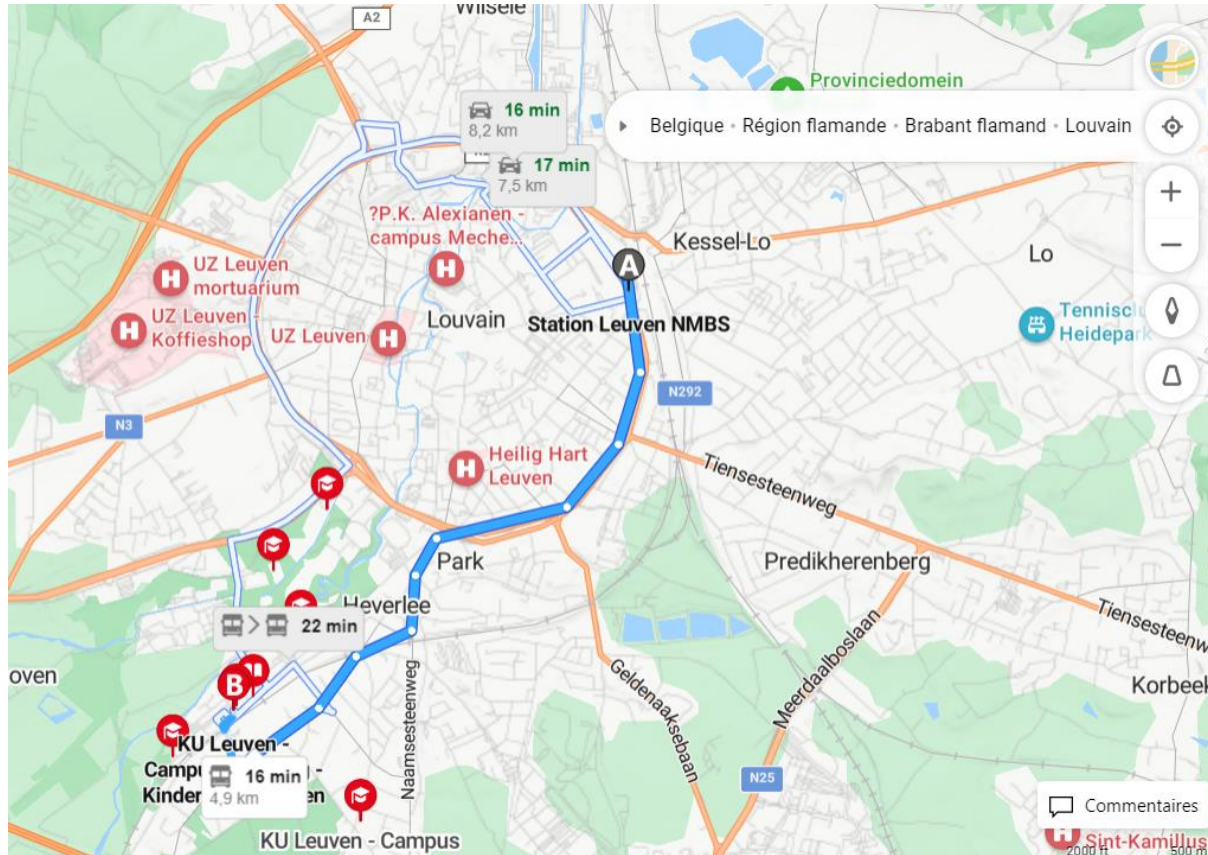 Wilsele
A2
Provinciedomein
16 min
8,2 km
Belgique • Région flamande • Brabant flamand • Louvain
17 min
7,5 km
?P.K. Alexianen -
campus Meche...
Kessel-Lo
A
Lo
UZ Leuven
mortuarium
UZ Leuven -
Koffieshop
UZ Leuven
Louvain
Station Leuven NMBS
Heidepark
N292
N3
Heilig Hart
Leuven
Tiensesteenweg
Park
Predikherenberg
Heverlee
22 min
Tiensesteenw
oven
B
Geldenaaksebaan
Meerdaalboslaan
Korbeek
Naamsesteenweg
KU Leuven -
16 min
4,9 km
N25
Commentaires
KU Leuven - Campus
Sint-Kamillus
2000 ft
500 m